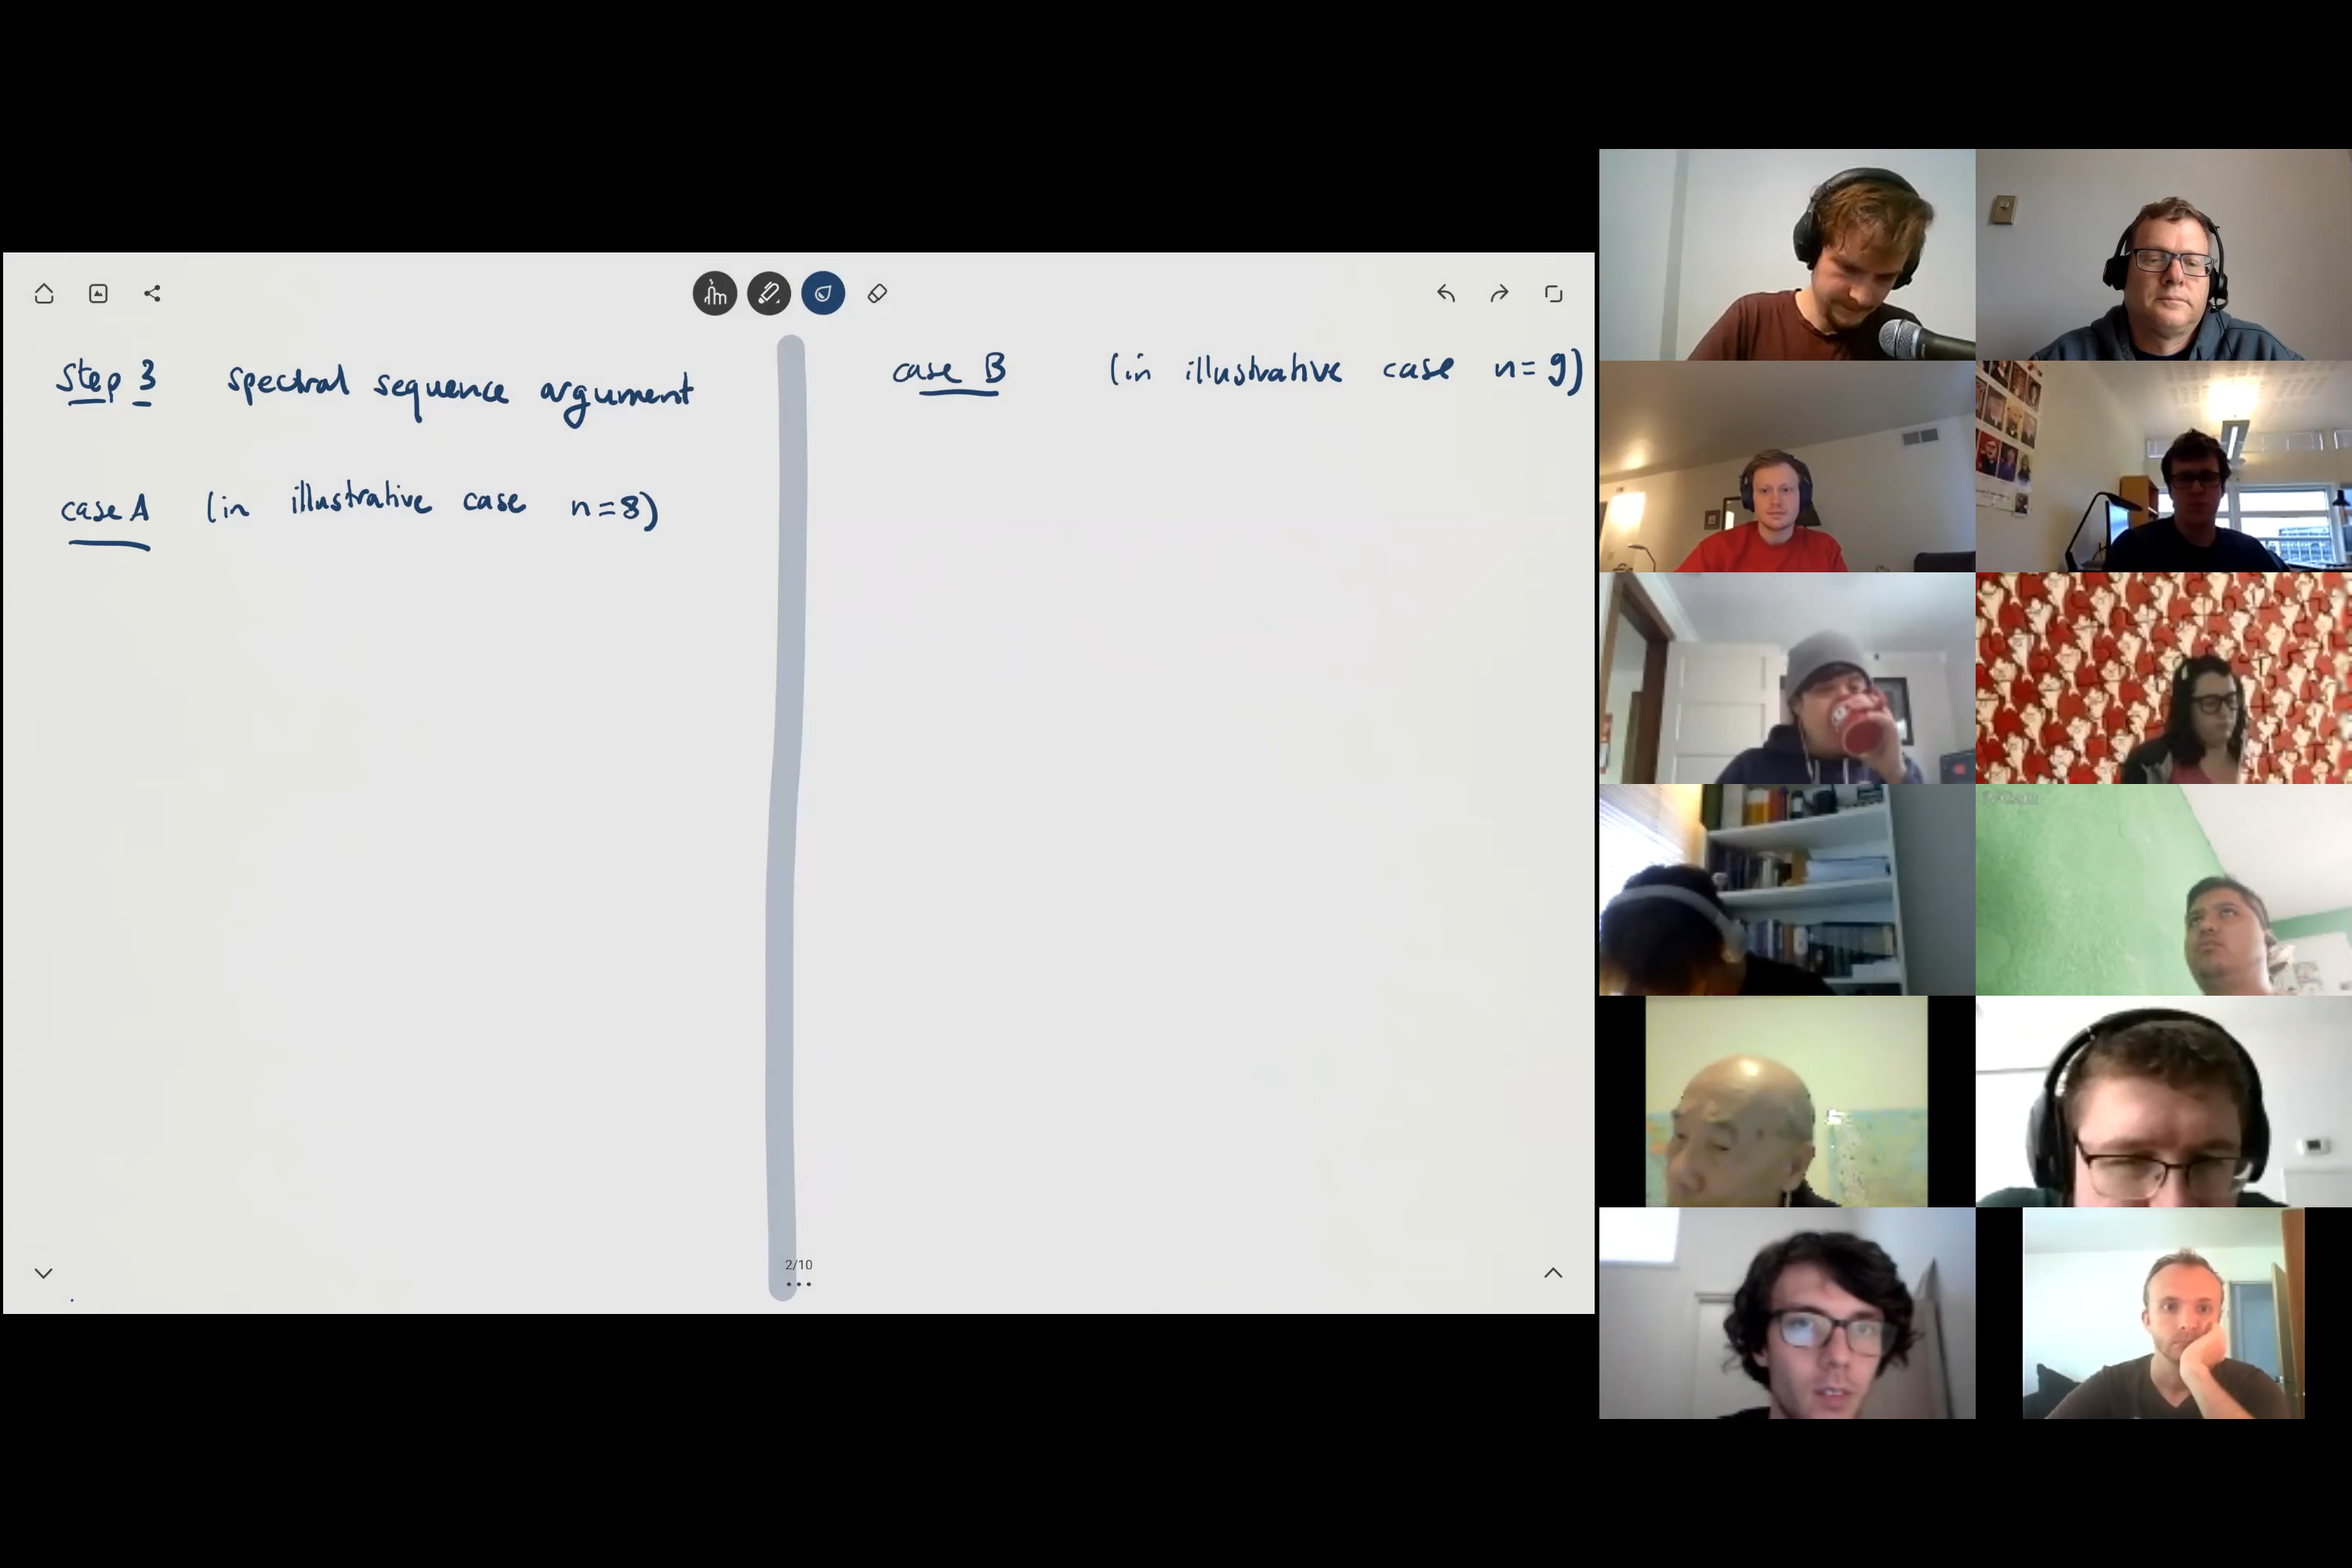 Step 3 spectral sequence argument
case A (in illustrative case n=8)
case B (in illustrative case n=9)
2/10